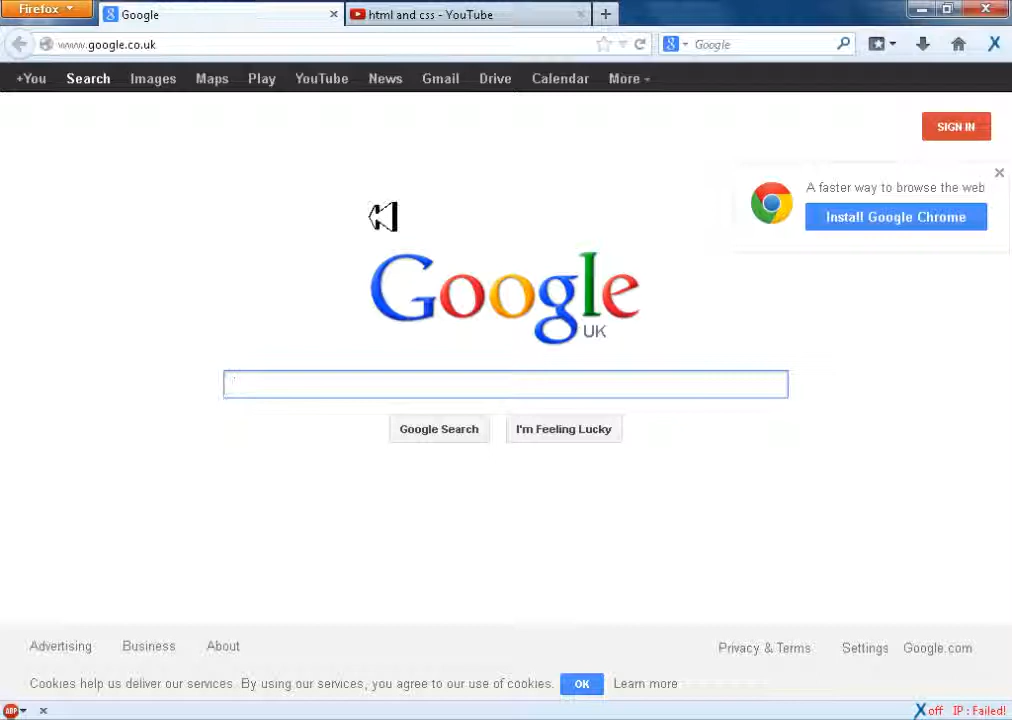 Firefox
Google
html and css - YouTube
www.google.co.uk
Google
+You Search Images Maps Play YouTube News Gmail Drive Calendar More
SIGN IN
A faster way to browse the web
Install Google Chrome
Google
UK
Google Search I'm Feeling Lucky
Advertising Business About
Privacy & Terms Settings Google.com
Cookies help us deliver our services. By using our services, you agree to our use of cookies. OK Learn more
ABP
X off IP : Failed!